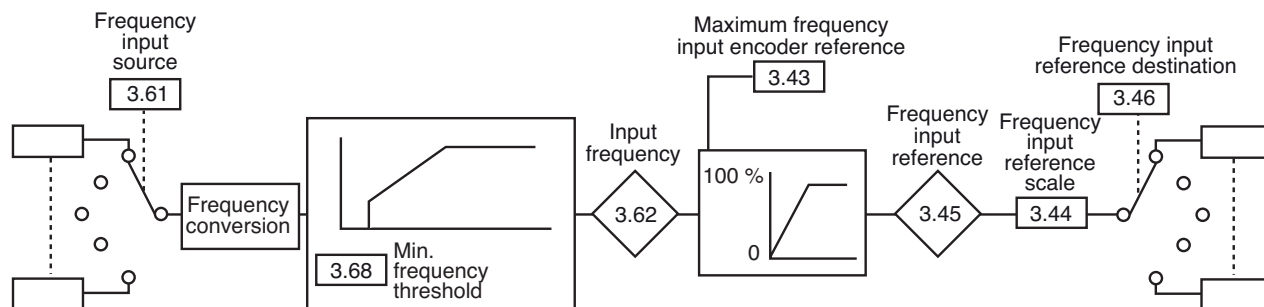 Frequency
input
source
3.61
Frequency
conversion
3.68
Min.
frequency
threshold
Input
frequency
3.62
Maximum frequency
input encoder reference
3.43
100 %
0
Frequency
input
reference
3.45
Frequency
input
reference
scale
3.44
Frequency input
reference destination
3.46